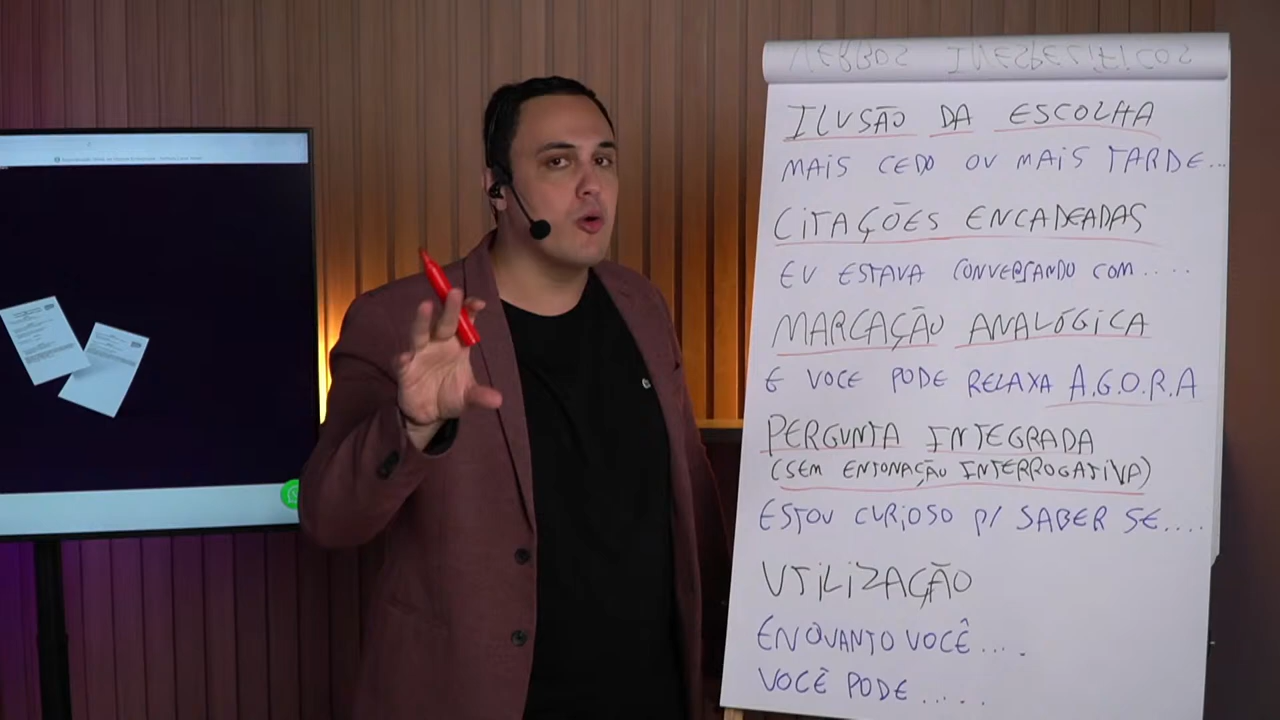 VERBOS INESPECÍFICOS
ILUSÃO DA ESCOLHA
MAIS CEDO OU MAIS TARDE...
CITAÇÕES ENCADEADAS
EU ESTAVA CONVERSANDO COM....
MARCAÇÃO ANALÓGICA
E VOCE PODE RELAXA A.G.O.R.A
PERGUNTA INTEGRADA
(SEM ENTONAÇÃO INTERROGATIVA)
ESTOU CURIOSO P/ SABER SE....
UTILIZAÇÃO
ENQUANTO VOCÊ....
VOCÊ PODE.....